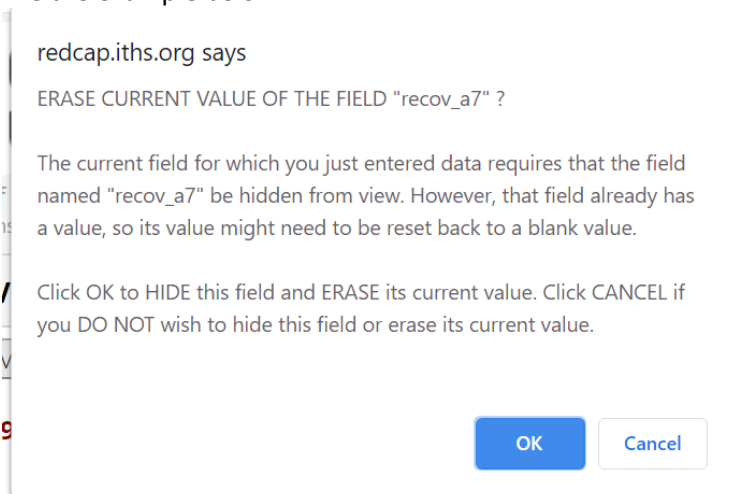 redcap.iths.org says
ERASE CURRENT VALUE OF THE FIELD "recov_a7" ?
The current field for which you just entered data requires that the field
named "recov_a7" be hidden from view. However, that field already has
a value, so its value might need to be reset back to a blank value.
Click OK to HIDE this field and ERASE its current value. Click CANCEL if
you DO NOT wish to hide this field or erase its current value.
OK
Cancel